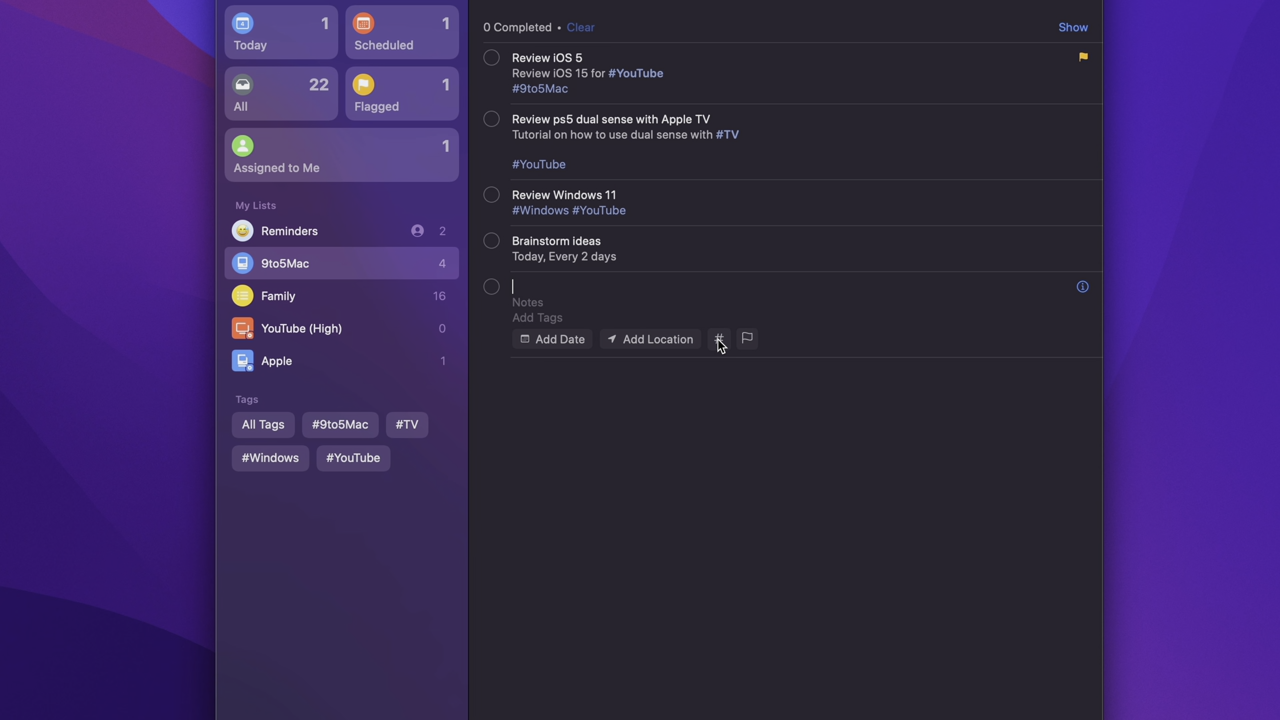 1
Today
1
Scheduled
22
All
1
Flagged
1
Assigned to Me
My Lists
Reminders 2
9to5Mac 4
Family 16
YouTube (High) 0
Apple 1
Tags
All Tags #9to5Mac #TV
#Windows #YouTube
0 Completed • Clear Show
Review iOS 5
Review iOS 15 for #YouTube
#9to5Mac
Review ps5 dual sense with Apple TV
Tutorial on how to use dual sense with #TV
#YouTube
Review Windows 11
#Windows #YouTube
Brainstorm ideas
Today, Every 2 days
Notes
Add Tags
Add Date Add Location #